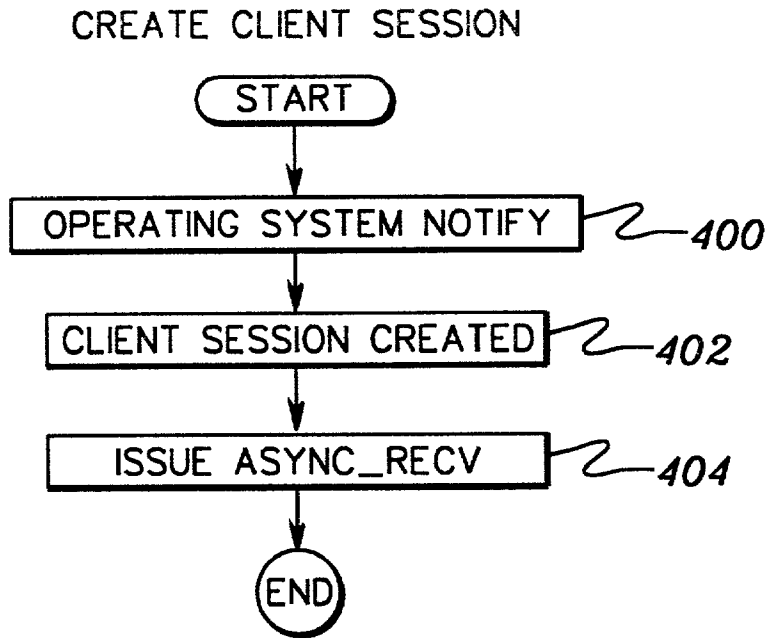 CREATE CLIENT SESSION
START
OPERATING SYSTEM NOTIFY
400
CLIENT SESSION CREATED
402
ISSUE ASYNC_RECV
404
END